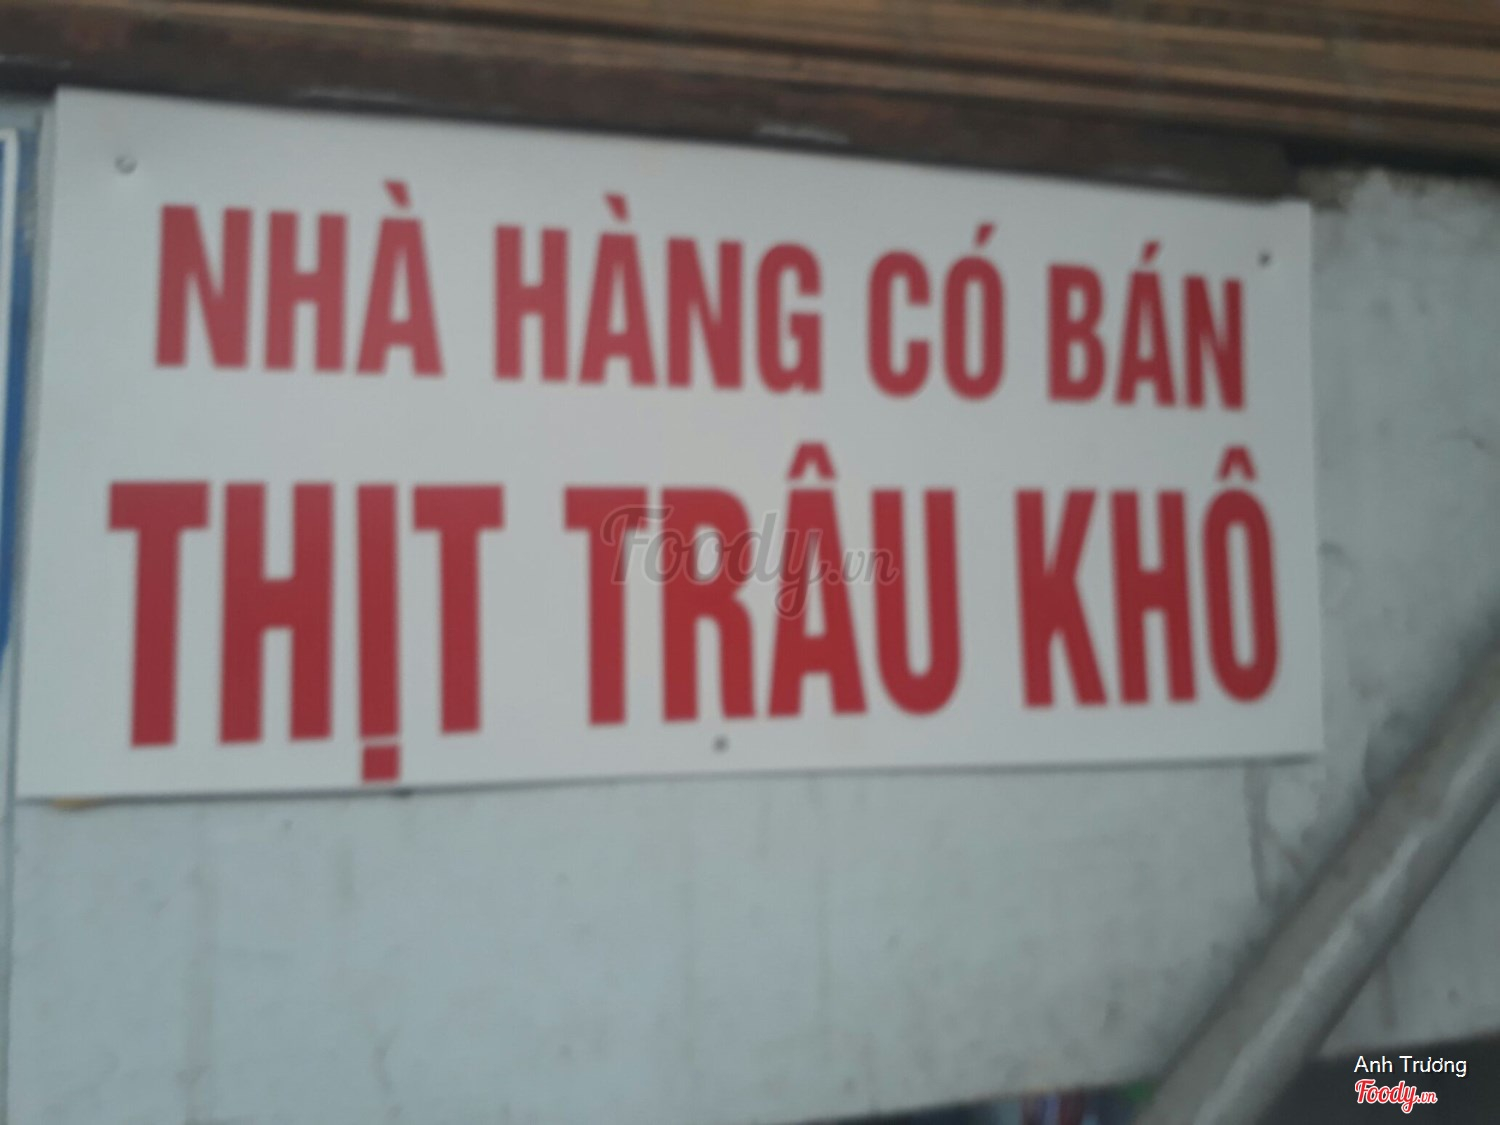 NHÀ HÀNG CÓ BÁN
THỊT TRÂU KHÔ
Foody.vn
Anh Trương
Foody.vn